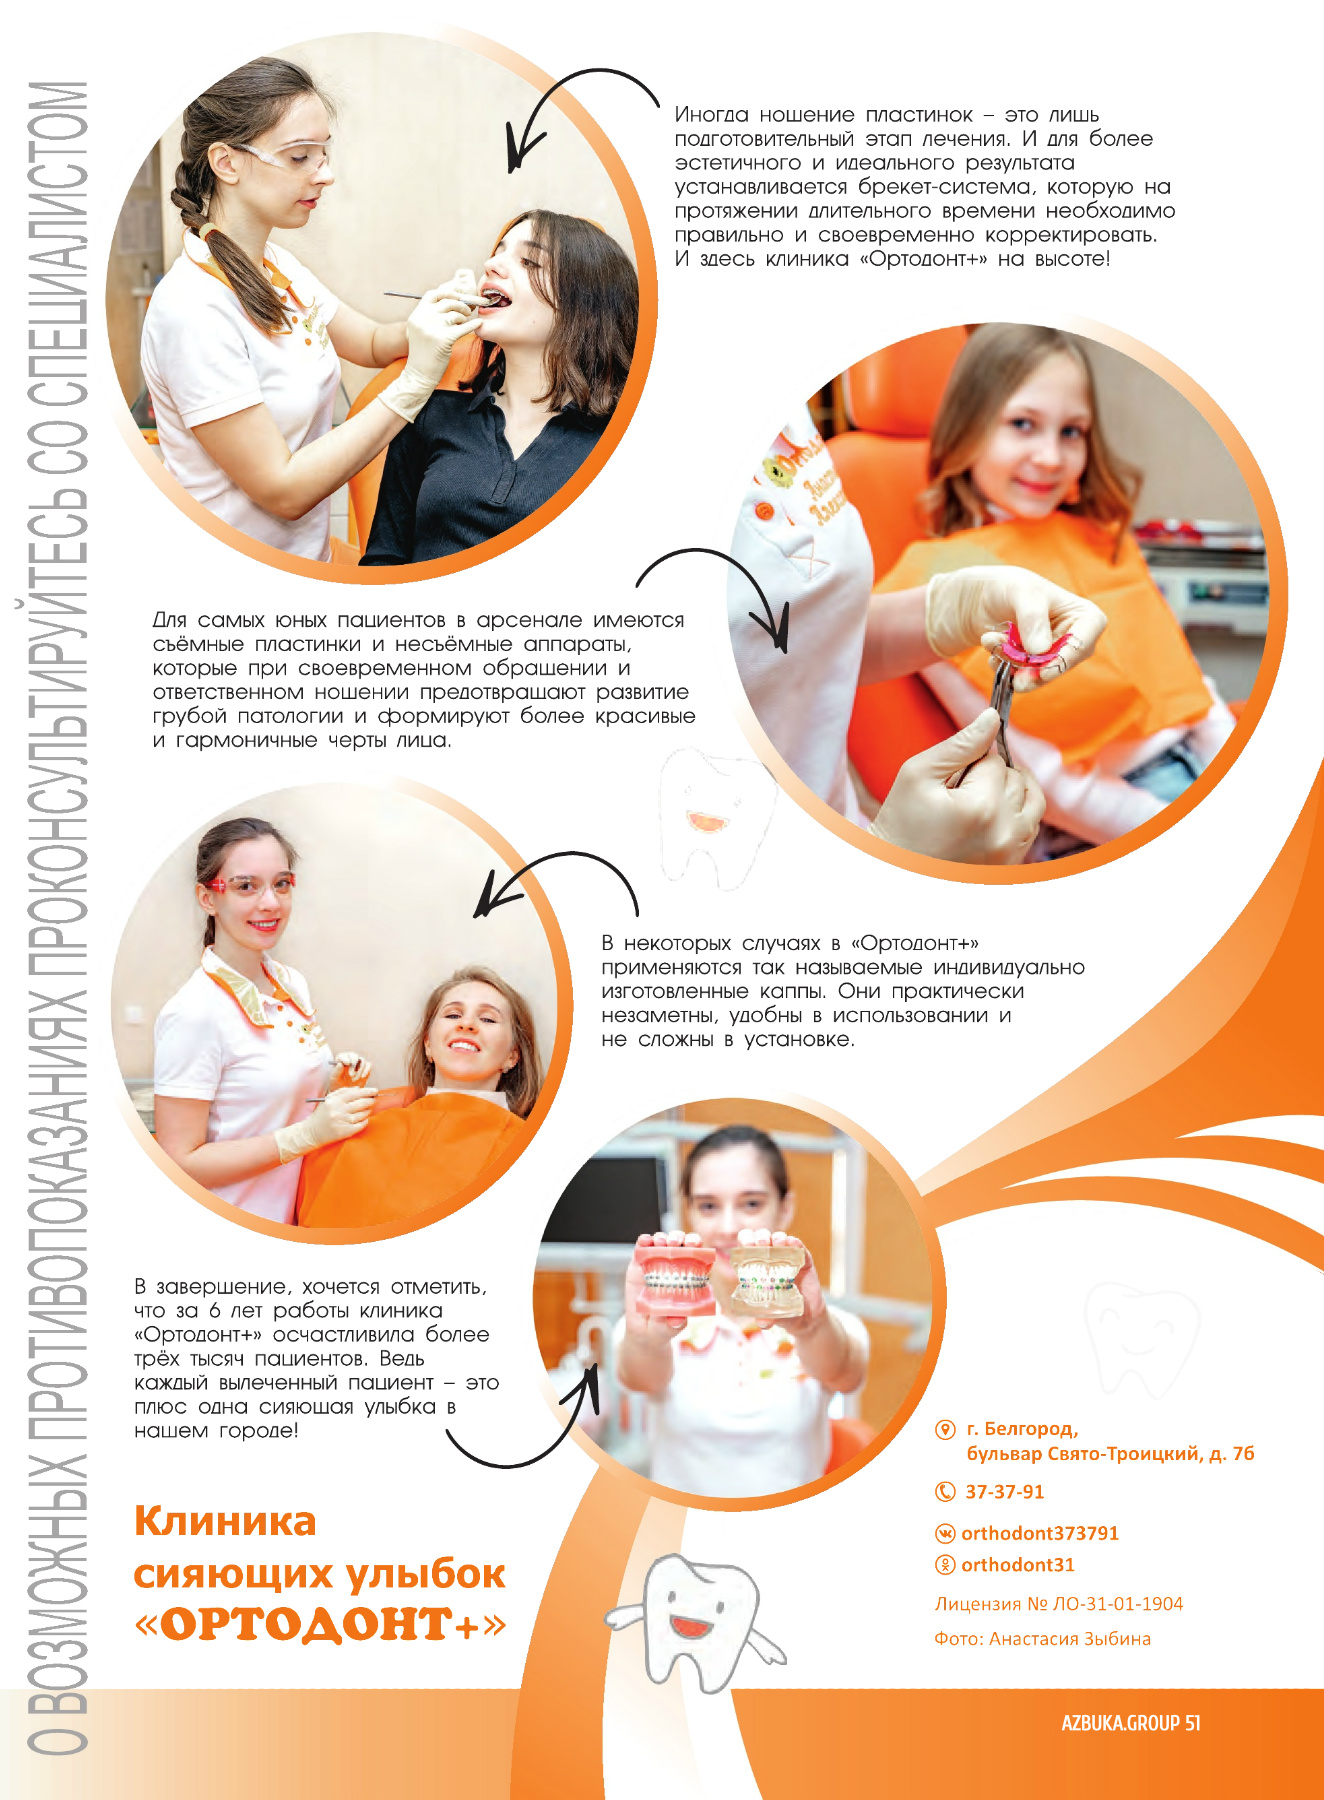 О ВОЗМОЖНЫХ ПРОТИВОПОКАЗАНИЯХ ПРОКОНСУЛЬТИРУЙТЕСЬ СО СПЕЦИАЛИСТОМ
Иногда ношение пластинок – это лишь
подготовительный этап лечения. И для более
эстетичного и идеального результата
устанавливается брекет-система, которую на
протяжении длительного времени необходимо
правильно и своевременно корректировать.
И здесь клиника «Ортодонт+» на высоте!
Для самых юных пациентов в арсенале имеются
съёмные пластинки и несъёмные аппараты,
которые при своевременном обращении и
ответственном ношении предотвращают развитие
грубой патологии и формируют более красивые
и гармоничные черты лица.
В некоторых случаях в «Ортодонт+»
применяются так называемые индивидуально
изготовленные каппы. Они практически
незаметны, удобны в использовании и
не сложны в установке.
В завершение, хочется отметить,
что за 6 лет работы клиника
«Ортодонт+» осчастливила более
трёх тысяч пациентов. Ведь
каждый вылеченный пациент – это
плюс одна сияющая улыбка в
нашем городе!
Клиника
сияющих улыбок
«ОРТОДОНТ+»
г. Белгород,
бульвар Свято-Троицкий, д. 7б
37-37-91
orthodont373791
orthodont31
Лицензия № ЛО-31-01-1904
Фото: Анастасия Зыбина
AZBUKA.GROUP 51